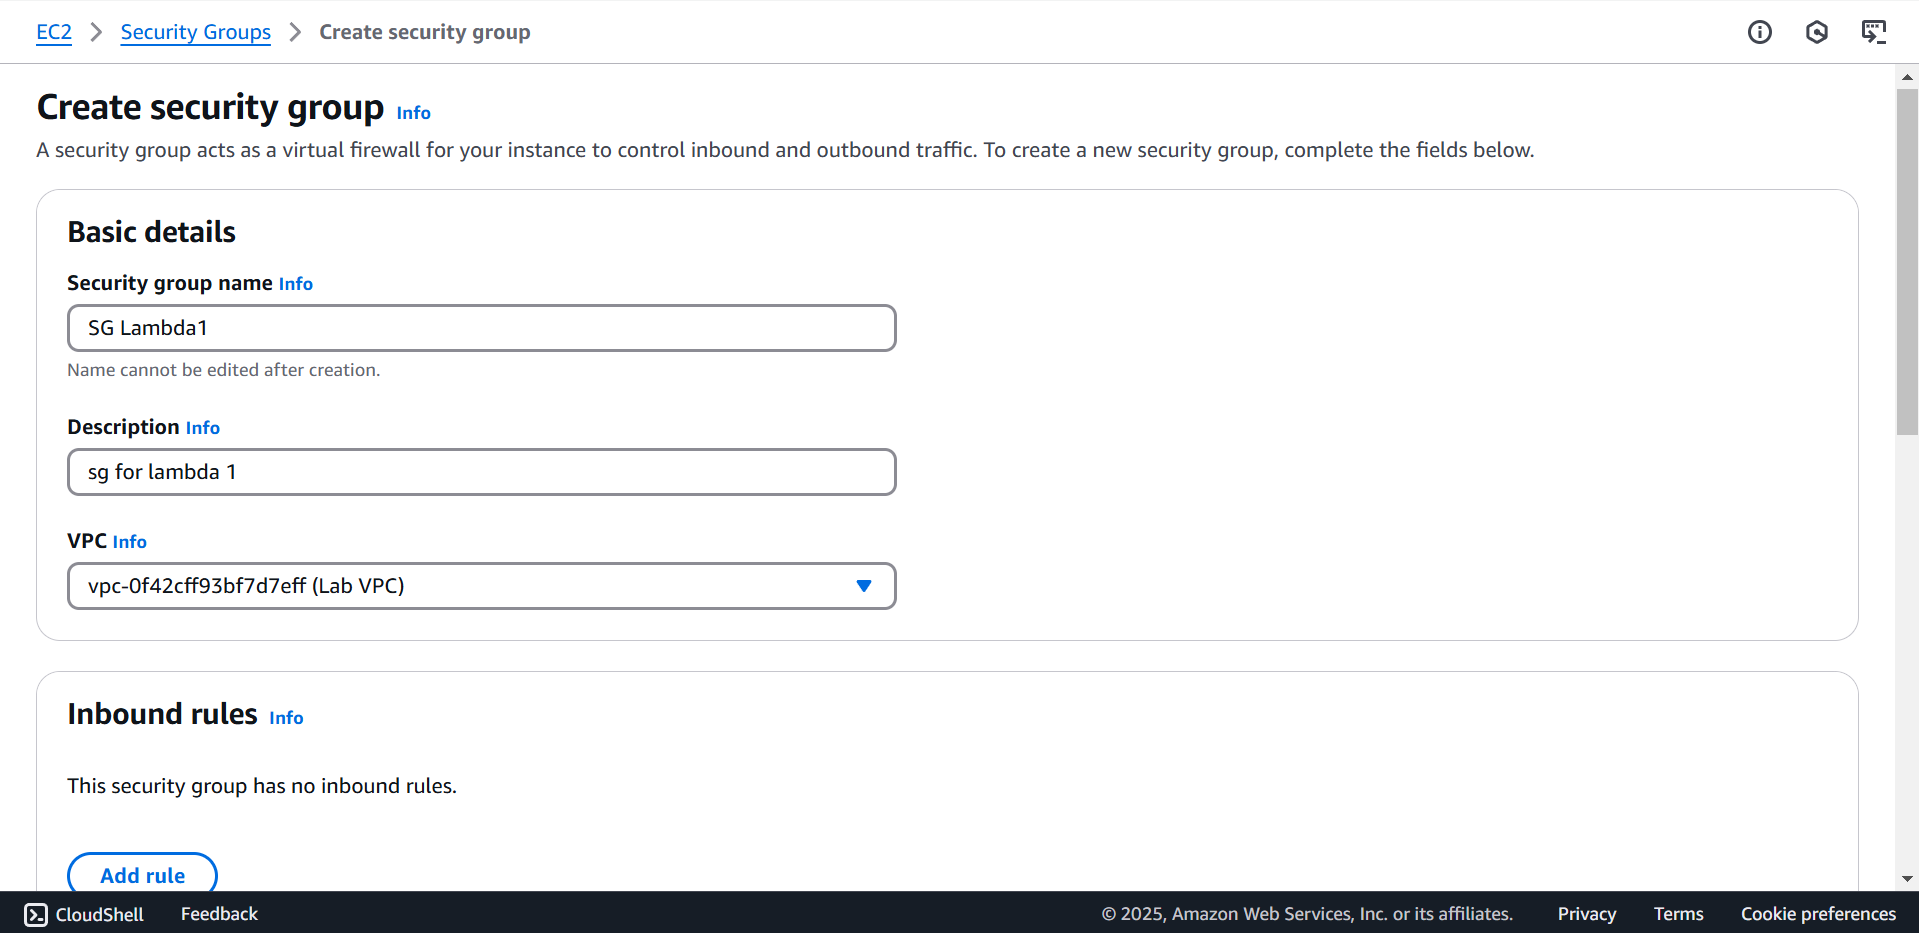 EC2 Security Groups Create security group
Create security group Info
A security group acts as a virtual firewall for your instance to control inbound and outbound traffic. To create a new security group, complete the fields below.
Basic details
Security group name Info
SG Lambda1
Name cannot be edited after creation.
Description Info
sg for lambda 1
VPC Info
vpc-0f42cff93bf7d7eff (Lab VPC)
Inbound rules Info
This security group has no inbound rules.
Add rule
CloudShell Feedback © 2025, Amazon Web Services, Inc. or its affiliates. Privacy Terms Cookie preferences